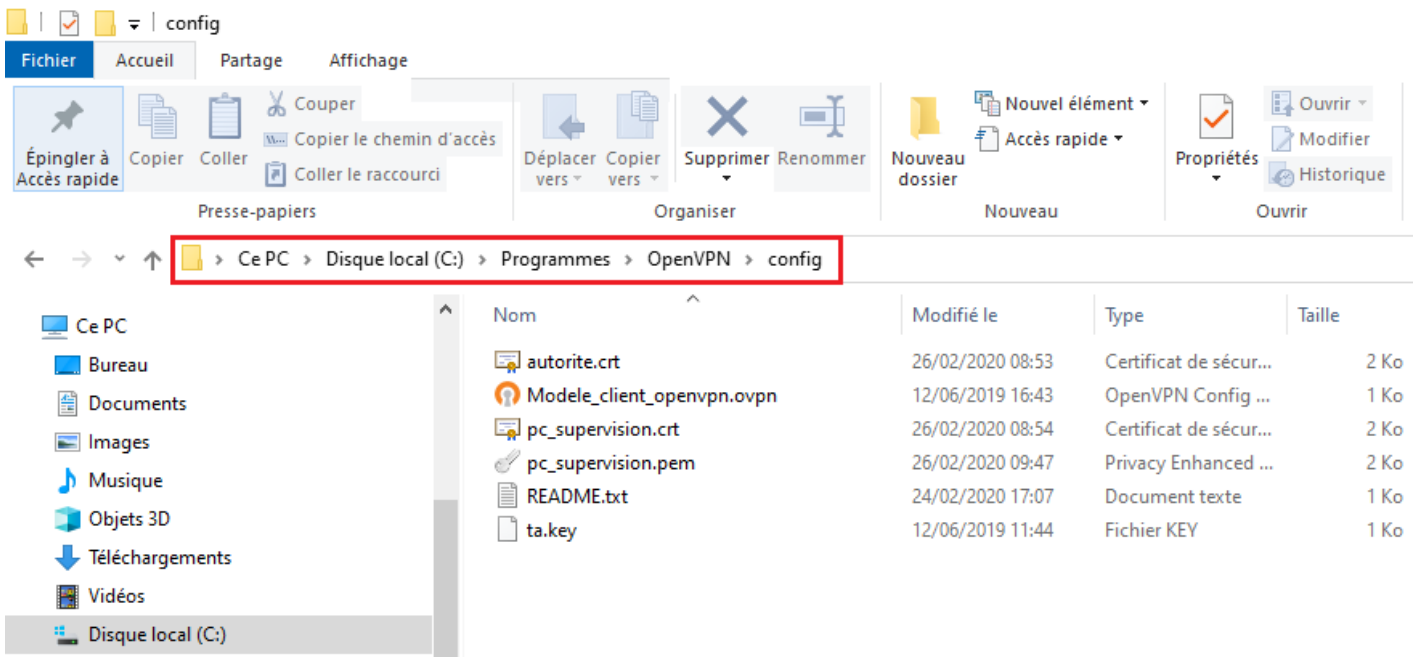 config
Fichier Accueil Partage Affichage
Couper
Nouvel élément
Ouvrir
W... Copier le chemin d'accès
Accès rapide
Modifier
Épingler à Copier Coller
Déplacer Copier Supprimer Renommer
Nouveau
Propriétés
Accès rapide
Coller le raccourci
vers vers
dossier
Historique
Presse-papiers Organiser Nouveau Ouvrir
Ce PC > Disque local (C:) > Programmes > OpenVPN > config
Nom Modifié le Type Taille
Ce PC
Bureau
Documents
Images
Musique
Objets 3D
Téléchargements
Vidéos
Disque local (C:)
autorite.crt 26/02/2020 08:53 Certificat de sécur... 2 Ko
Modele_client_openvpn.ovpn 12/06/2019 16:43 OpenVPN Config ... 1 Ko
pc_supervision.crt 26/02/2020 08:54 Certificat de sécur... 2 Ko
pc_supervision.pem 26/02/2020 09:47 Privacy Enhanced ... 2 Ko
README.txt 24/02/2020 17:07 Document texte 1 Ko
ta.key 12/06/2019 11:44 Fichier KEY 1 Ko